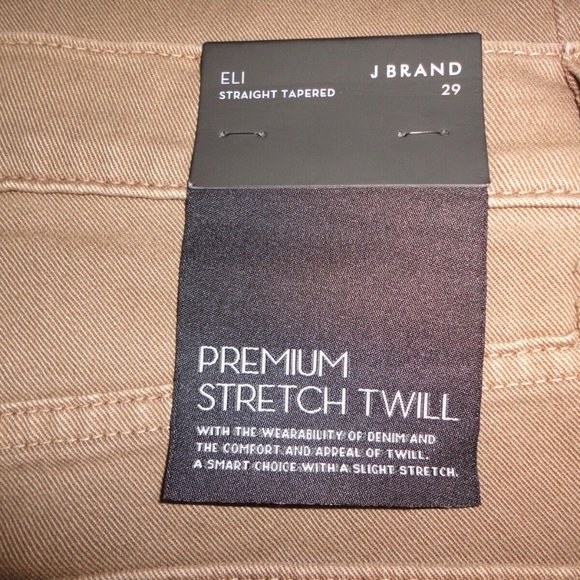 ELI J BRAND
STRAIGHT TAPERED 29
PREMIUM
STRETCH TWILL
WITH THE WEARABILITY OF DENIM AND
THE COMFORT AND APPEAL OF TWILL.
A SMART CHOICE WITH A SLIGHT STRETCH.